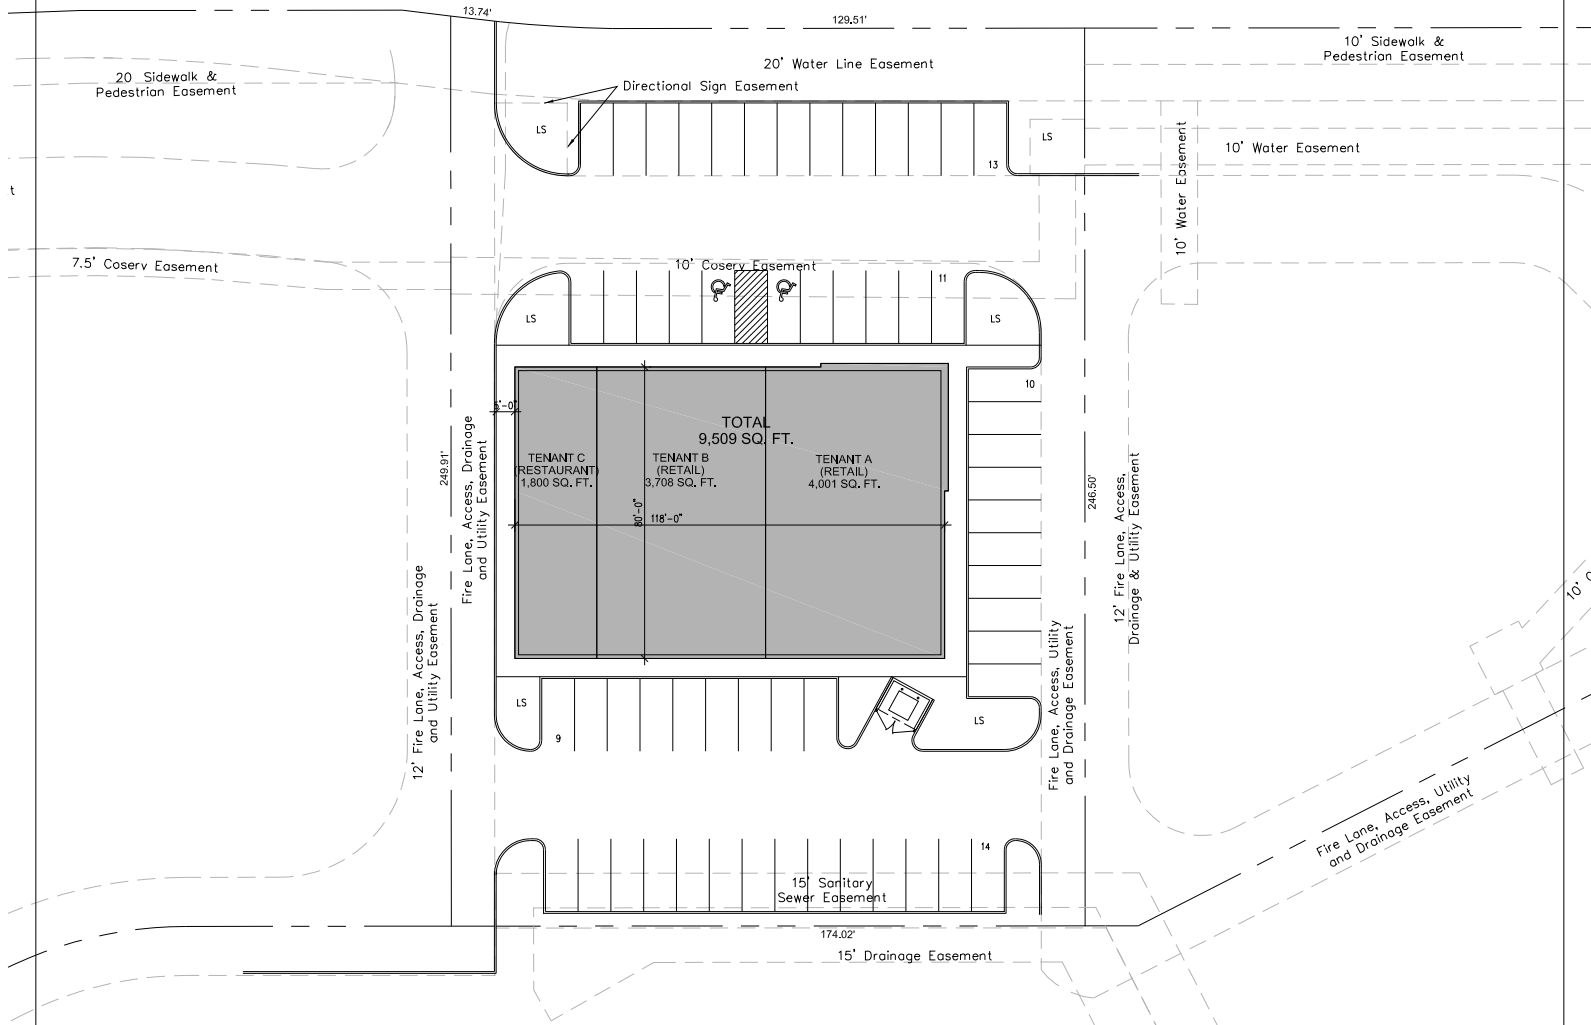 13.74'
129.51'
20' Water Line Easement
10' Sidewalk &
Pedestrian Easement
20 Sidewalk &
Pedestrian Easement
Directional Sign Easement
LS
LS
13
10' Water Easement
10' Water Easement
t
7.5' Coserv Easement
10' Coserv Easement
11
LS
LS
10
5'-0"
TOTAL
9,509 SQ. FT.
TENANT C
(RESTAURANT)
1,800 SQ. FT.
TENANT B
(RETAIL)
3,708 SQ. FT.
TENANT A
(RETAIL)
4,001 SQ. FT.
80'-0"
118'-0"
249.91'
Fire Lane, Access, Drainage
and Utility Easement
12' Fire Lane, Access, Drainage
and Utility Easement
246.50'
12' Fire Lane, Access,
Drainage & Utility Easement
Fire Lane, Access, Utility
and Drainage Easement
10'
LS
9
LS
Fire Lane, Access, Utility
and Drainage Easement
14
15' Sanitary
Sewer Easement
174.02'
15' Drainage Easement